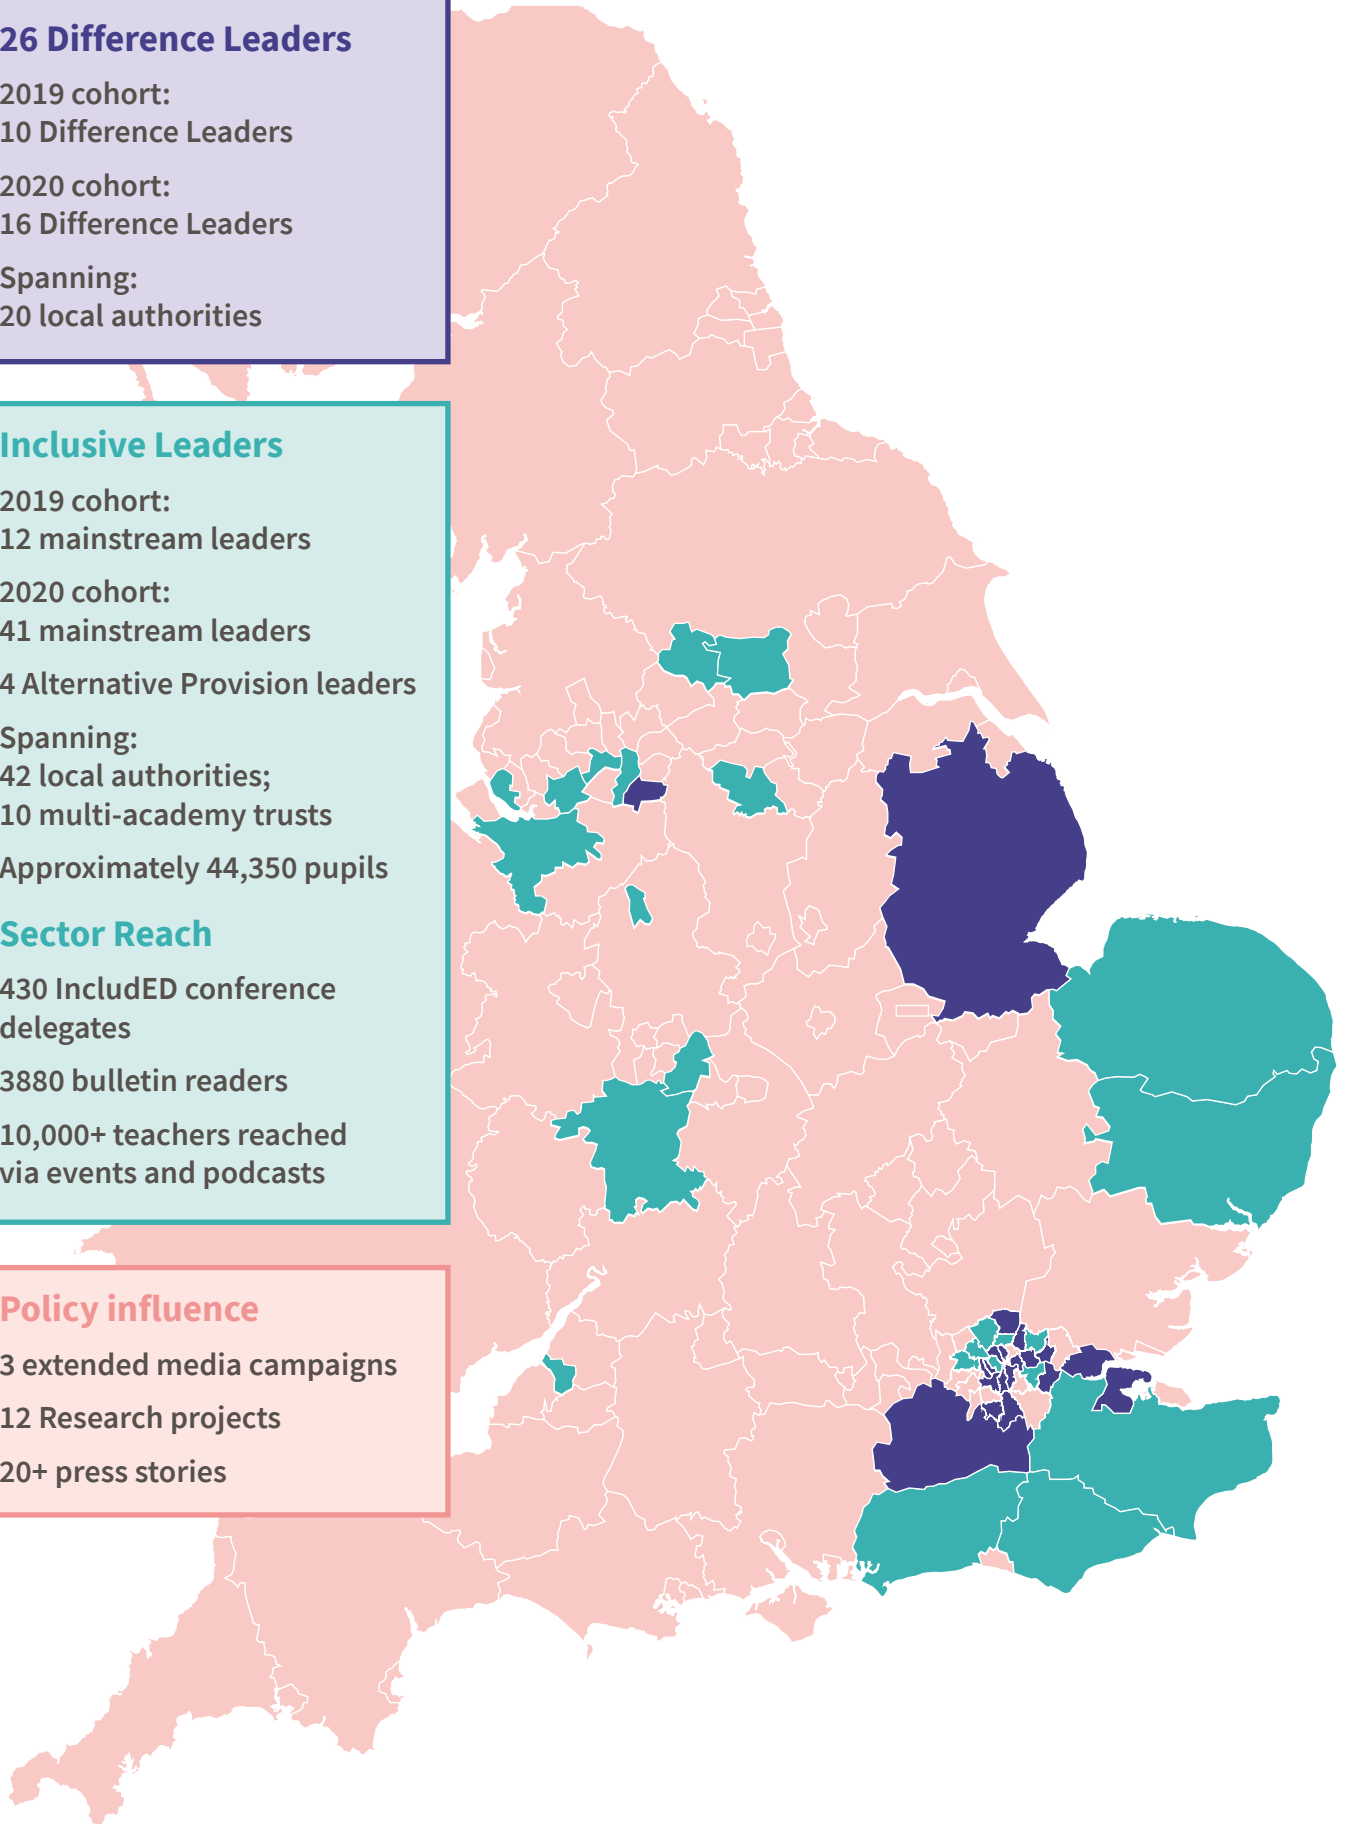 26 Difference Leaders
2019 cohort:
10 Difference Leaders
2020 cohort:
16 Difference Leaders
Spanning:
20 local authorities
Inclusive Leaders
2019 cohort:
12 mainstream leaders
2020 cohort:
41 mainstream leaders
4 Alternative Provision leaders
Spanning:
42 local authorities;
10 multi-academy trusts
Approximately 44,350 pupils
Sector Reach
430 IncludED conference
delegates
3880 bulletin readers
10,000+ teachers reached
via events and podcasts
Policy influence
3 extended media campaigns
12 Research projects
20+ press stories